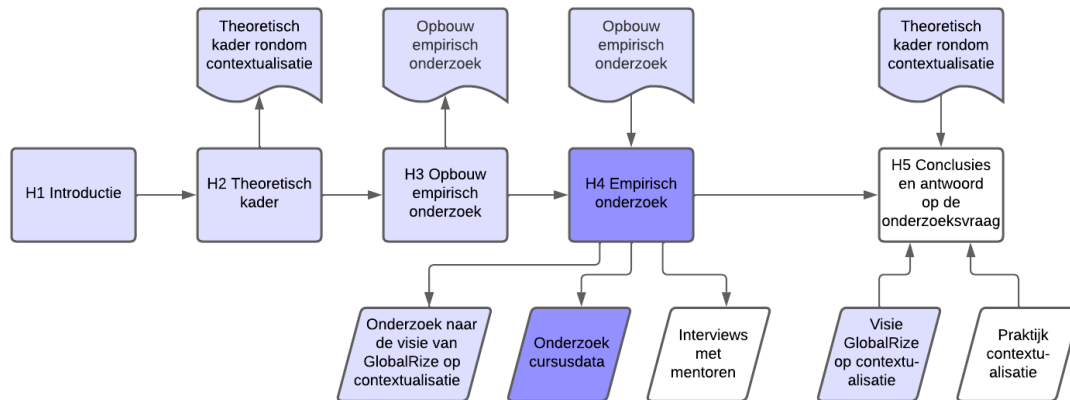 Theoretisch
kader rondom
contextualisatie
Opbouw
empirisch
onderzoek
Opbouw
empirisch
onderzoek
Theoretisch
kader rondom
contextualisatie
H1 Introductie
H2 Theoretisch
kader
H3 Opbouw
empirisch
onderzoek
H4 Empirisch
onderzoek
H5 Conclusies
en antwoord
op de
onderzoeksvraag
Onderzoek naar
de visie van
GlobalRize op
contextualisatie
Onderzoek
cursusdata
Interviews
met
mentoren
Visie
GlobalRize
op contextu-
alisatie
Praktijk
contextu-
alisatie